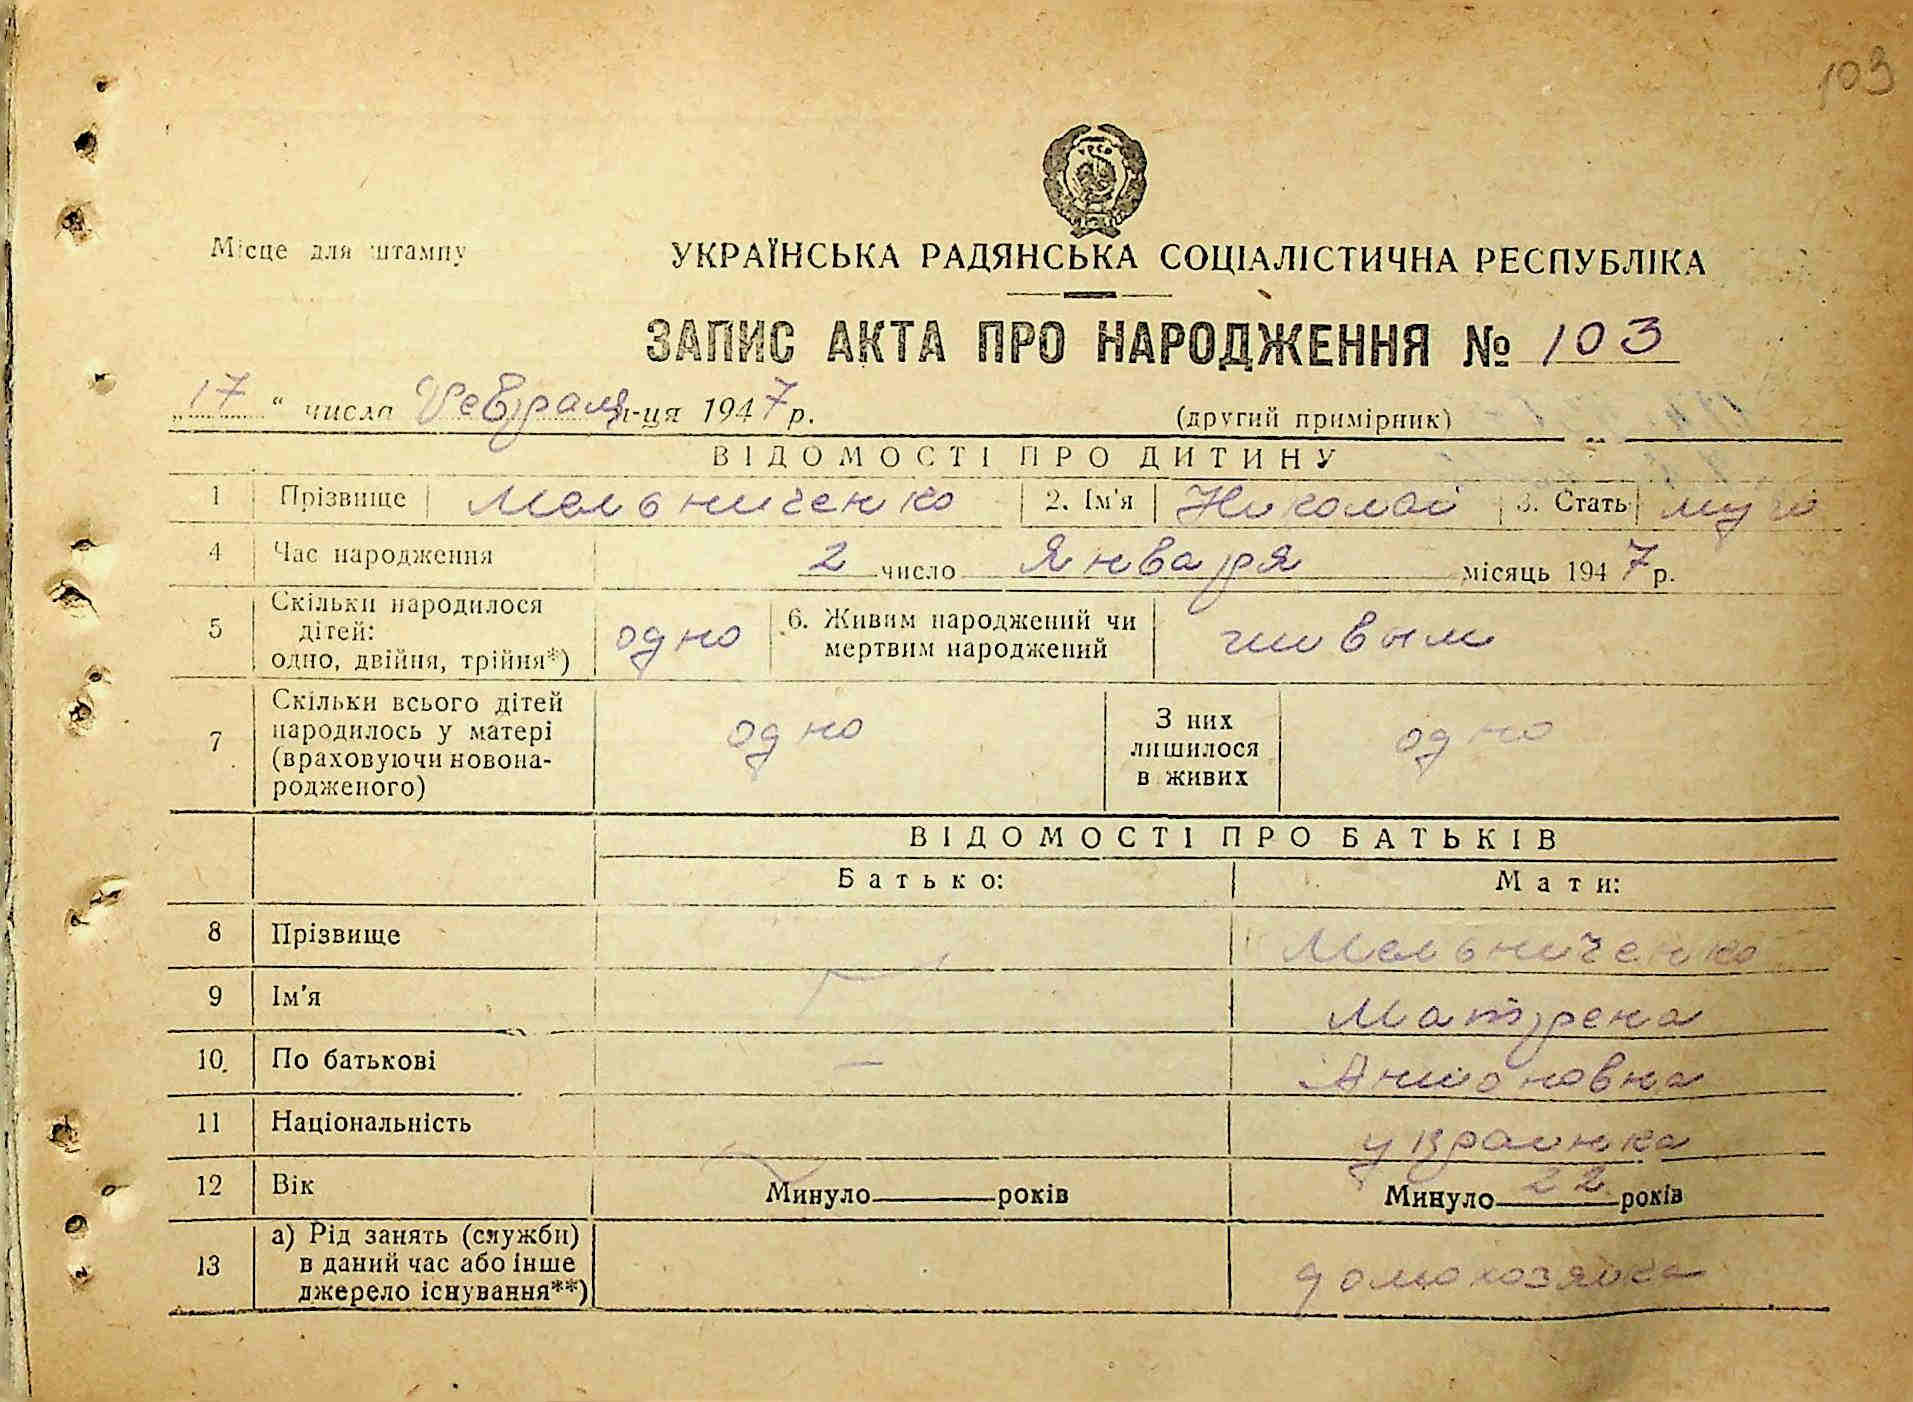 103
УРСР
Місце для штампу
УКРАЇНСЬКА РАДЯНСЬКА СОЦІАЛІСТИЧНА РЕСПУБЛІКА
ЗАПИС АКТА ПРО НАРОДЖЕННЯ № 103
„17“ числа Февраля м-ця 1947 р.
(другий примірник)
ВІДОМОСТІ ПРО ДИТИНУ
1 Прізвище Мельниченко 2. Ім'я Николай 3. Стать муж
4 Час народження 2 число Января місяць 1947 р.
5 Скільки народилося дітей: одно, двійня, трійня*) одно 6. Живим народжений чи мертвим народжений живым
7 Скільки всього дітей народилось у матері (враховуючи новонародженого) одно З них лишилося в живих одно
ВІДОМОСТІ ПРО БАТЬКІВ
Батько: Мати:
8 Прізвище — Мельниченко
9 Ім'я Матрена
10. По батькові — Антоновна
11 Національність украинка
12 Вік Минуло ____ років Минуло 22 років
13 а) Рід занять (служби) в даний час або інше джерело існування**) домохозяйка